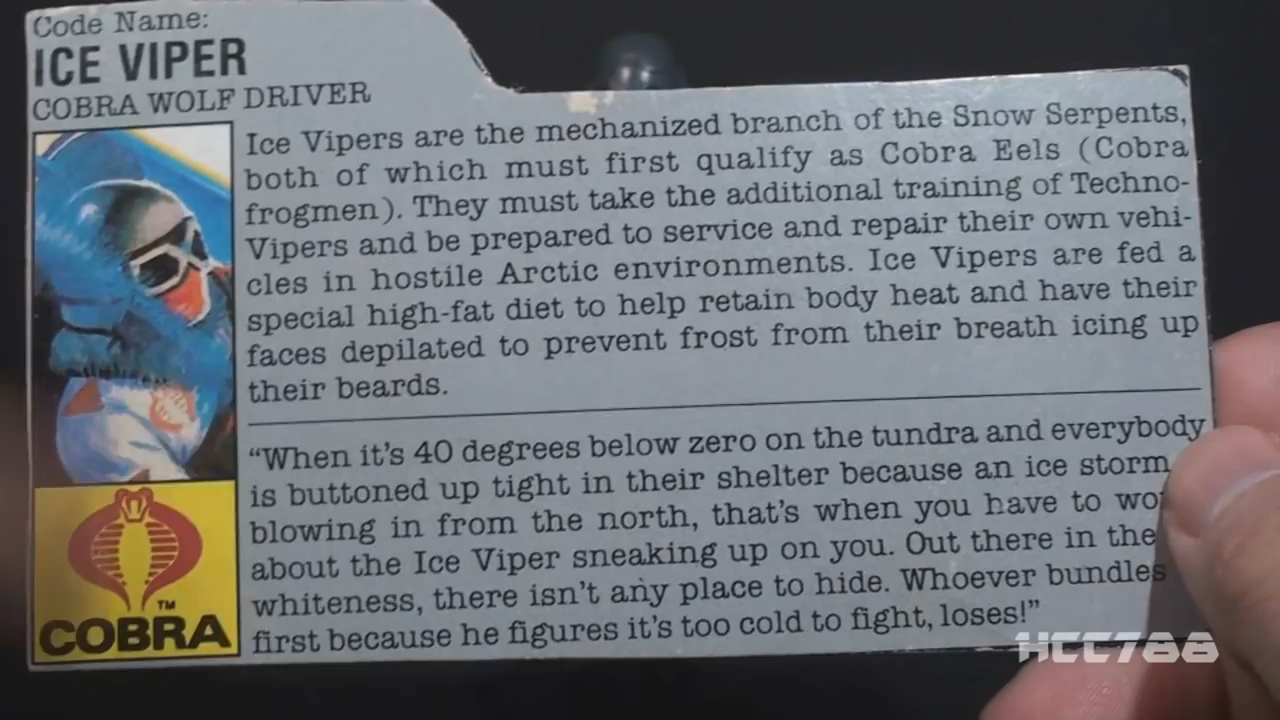 Code Name:
ICE VIPER
COBRA WOLF DRIVER
Ice Vipers are the mechanized branch of the Snow Serpents,
both of which must first qualify as Cobra Eels (Cobra
frogmen). They must take the additional training of Techno-
Vipers and be prepared to service and repair their own vehi-
cles in hostile Arctic environments. Ice Vipers are fed a
special high-fat diet to help retain body heat and have their
faces depilated to prevent frost from their breath icing up
their beards.
"When it's 40 degrees below zero on the tundra and everybody
is buttoned up tight in their shelter because an ice storm
blowing in from the north, that's when you have to
about the Ice Viper sneaking up on you. Out there in the
whiteness, there isn't any place to hide. Whoever bundles
first because he figures it's too cold to fight, loses!"
TM
COBRA
HCC788